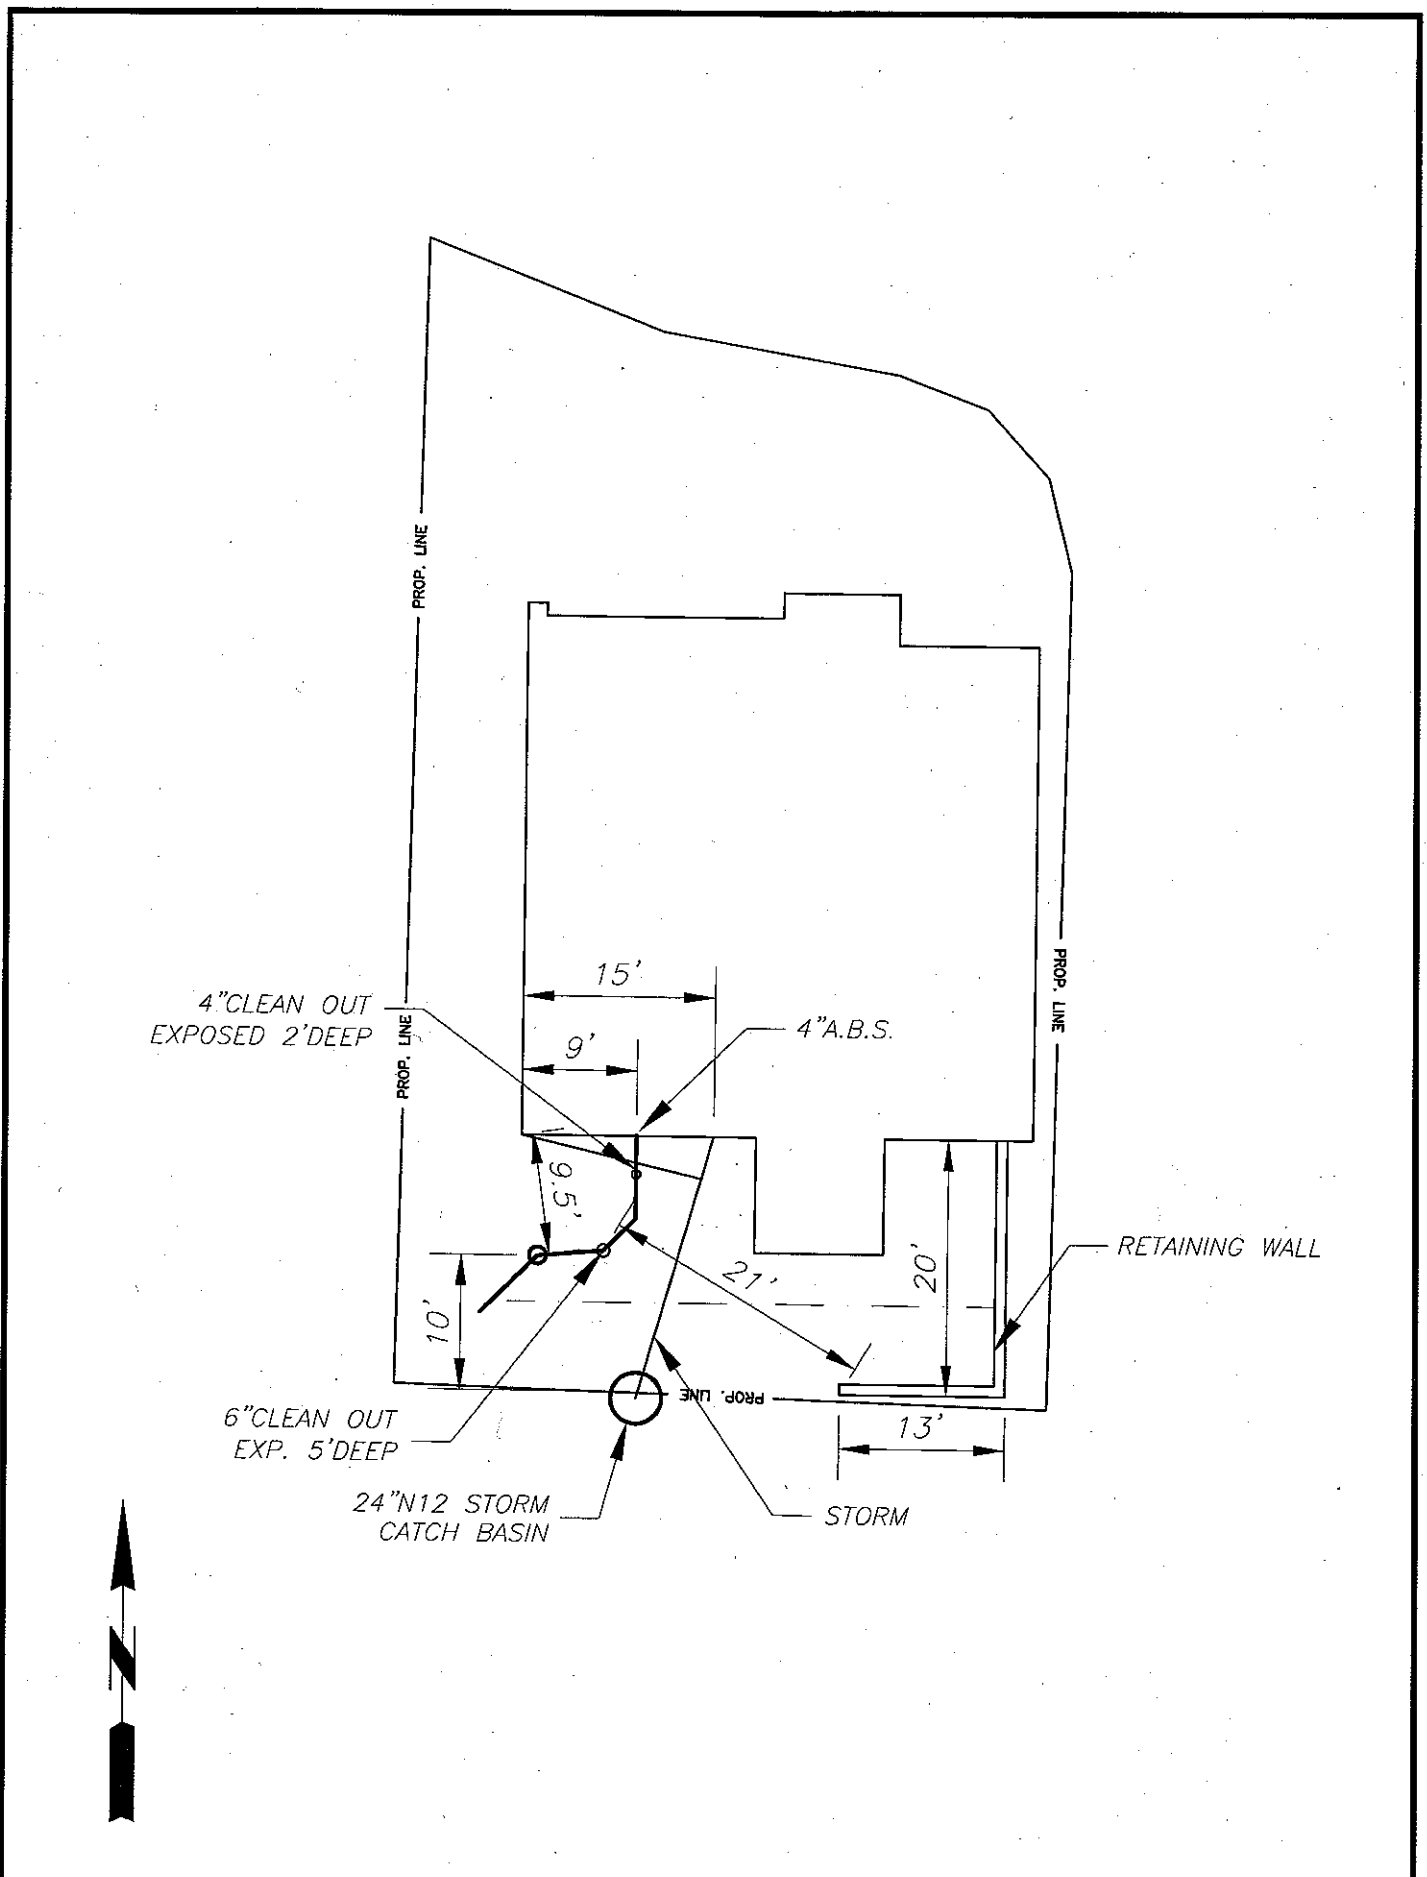 PROP. LINE
15'
4"CLEAN OUT
EXPOSED 2'DEEP
PROP. LINE
9'
4"A.B.S.
PROP. LINE
9.5'
21'
20'
RETAINING WALL
10'
PROP. LINE
6"CLEAN OUT
EXP. 5'DEEP
13'
24"N12 STORM
CATCH BASIN
STORM
N